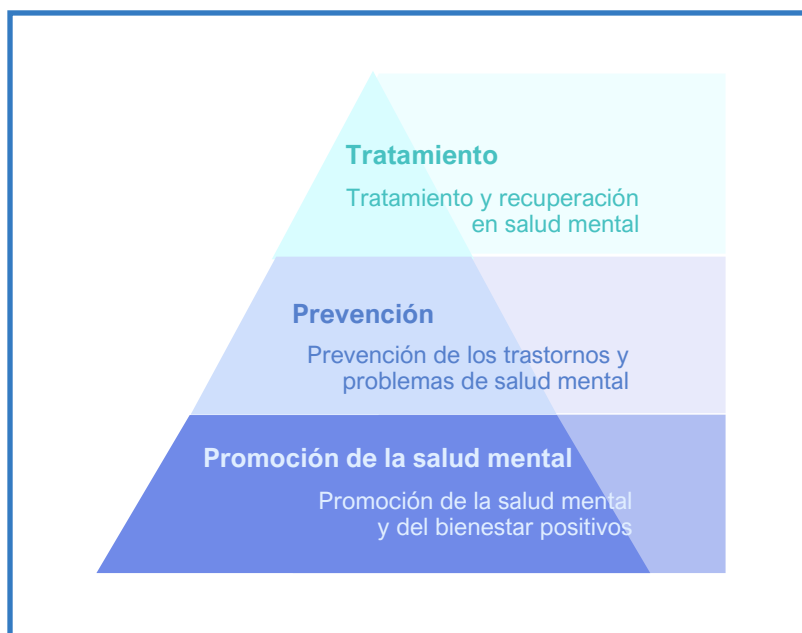 Tratamiento
Tratamiento y recuperación
en salud mental
Prevención
Prevención de los trastornos y
problemas de salud mental
Promoción de la salud mental
Promoción de la salud mental
y del bienestar positivos